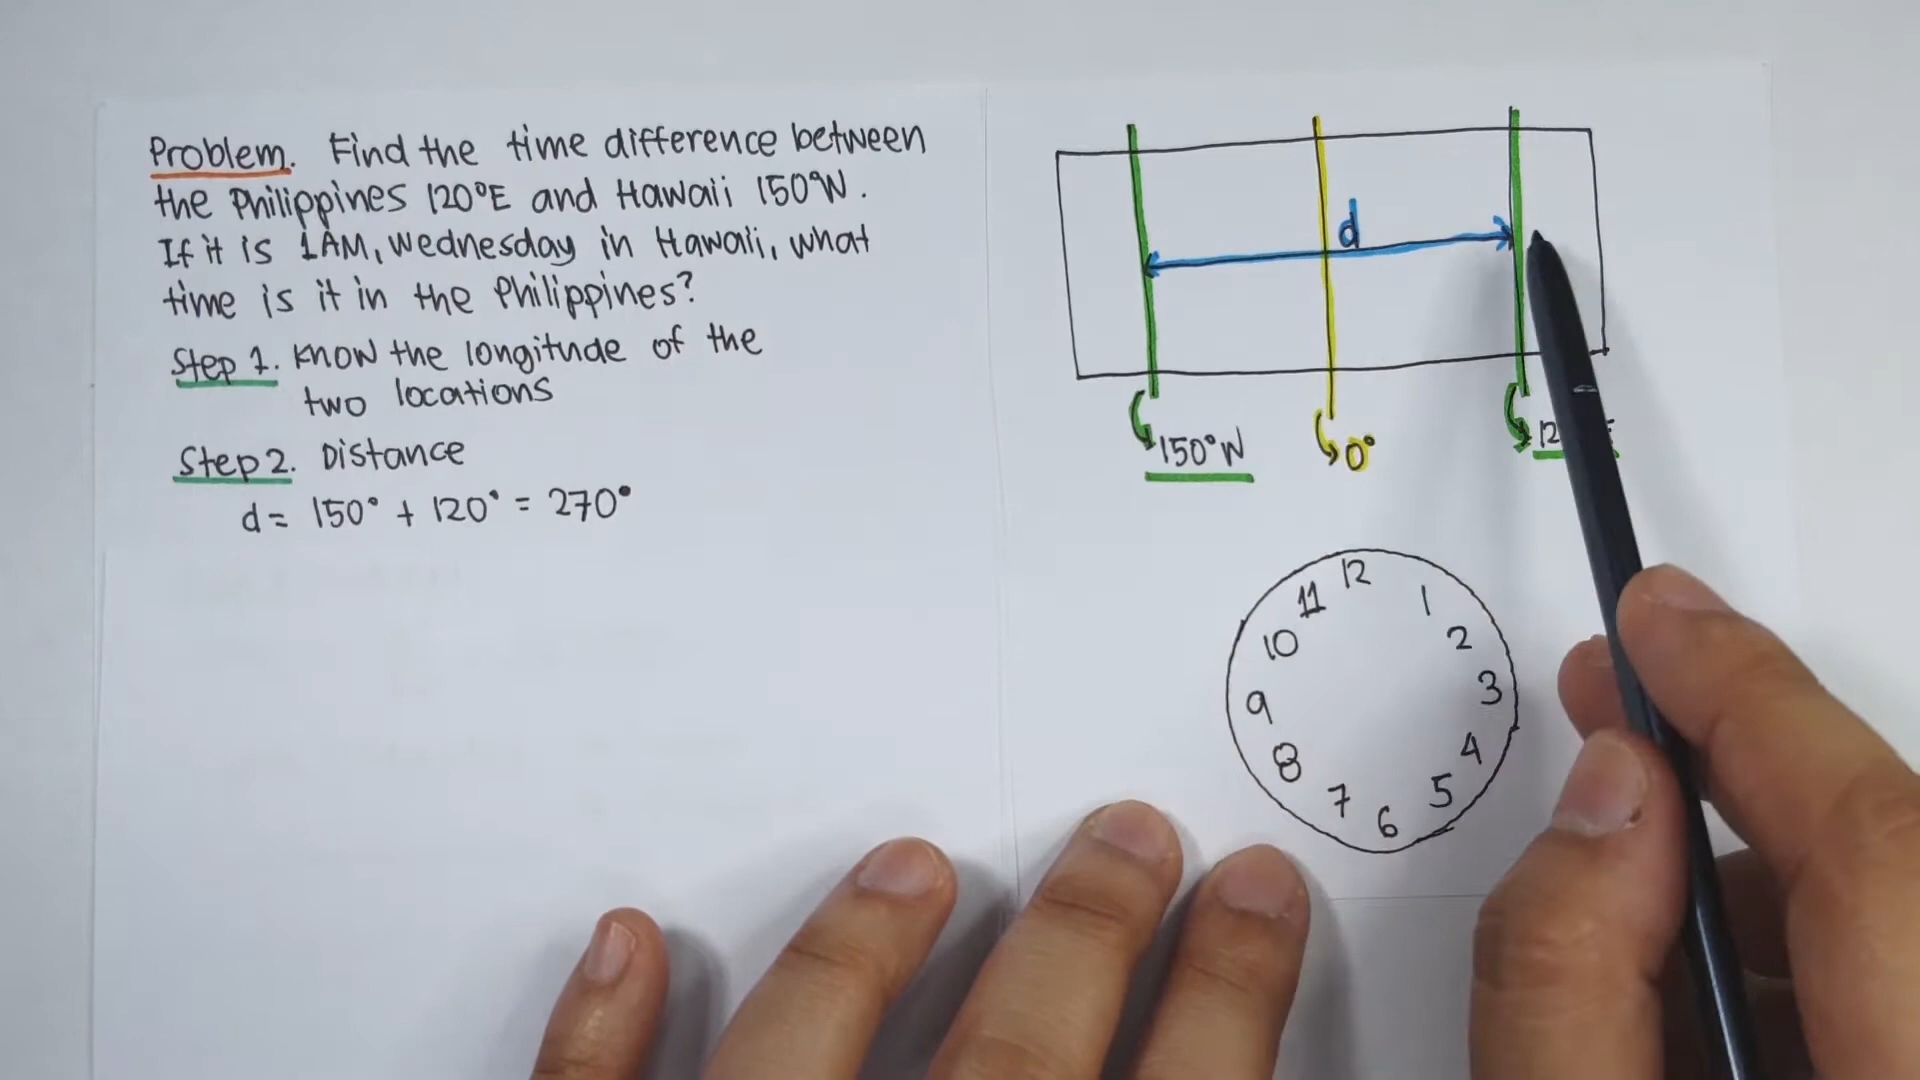 Problem. Find the time difference between
the Philippines 120°E and Hawaii 150°W.
If it is 1AM, Wednesday in Hawaii, what
time is it in the Philippines?
Step 1. Know the longitude of the
two locations
Step 2. Distance
d = 150° + 120° = 270°
d
150°W
0°
12
11
1
10
2
9
3
8
4
7
5
6